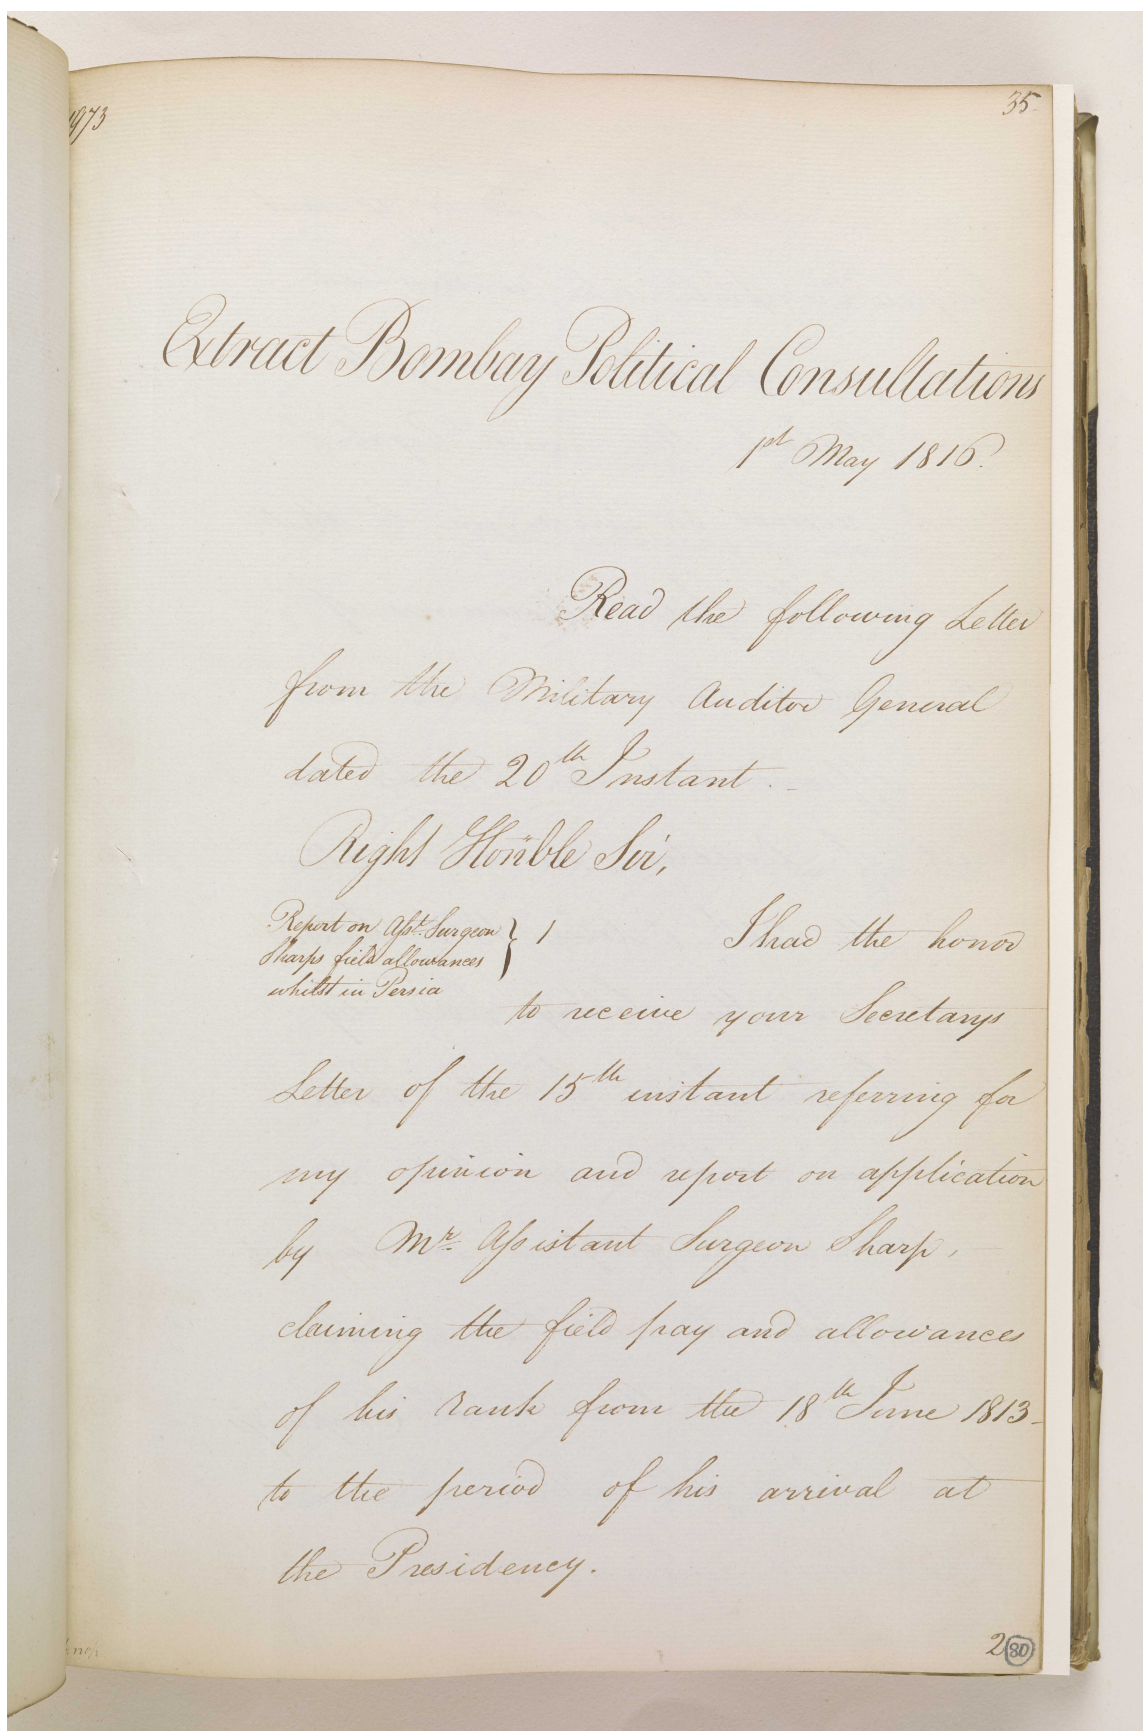 973
35.
Extract Bombay Political Consultations
1st May 1816.
Read the following Letter
from the Military Auditor General
dated the 20th Instant.
Right Honble Sir,
Report on Asst. Surgeon
Sharps field allowances
whilst in Persia
1
I had the honor
to receive your Secretarys
Letter of the 15th instant referring for
my opinion and report on application
by Mr. Assistant Surgeon Sharp,
claiming the field pay and allowances
of his rank from the 18th June 1813
to the period of his arrival at
the Presidency.
2
80